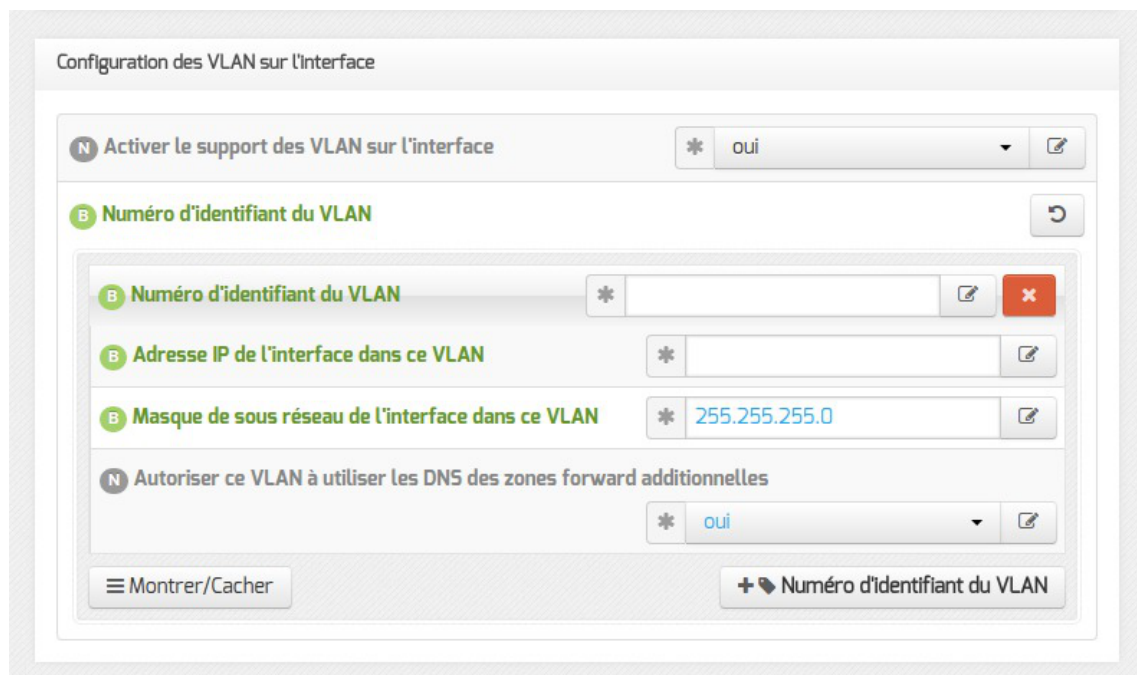 Configuration des VLAN sur l'interface
N Activer le support des VLAN sur l'interface
* oui
B Numéro d'identifiant du VLAN
B Numéro d'identifiant du VLAN
*
B Adresse IP de l'interface dans ce VLAN
*
B Masque de sous réseau de l'interface dans ce VLAN
* 255.255.255.0
N Autoriser ce VLAN à utiliser les DNS des zones forward additionnelles
* oui
Montrer/Cacher
+ Numéro d'identifiant du VLAN